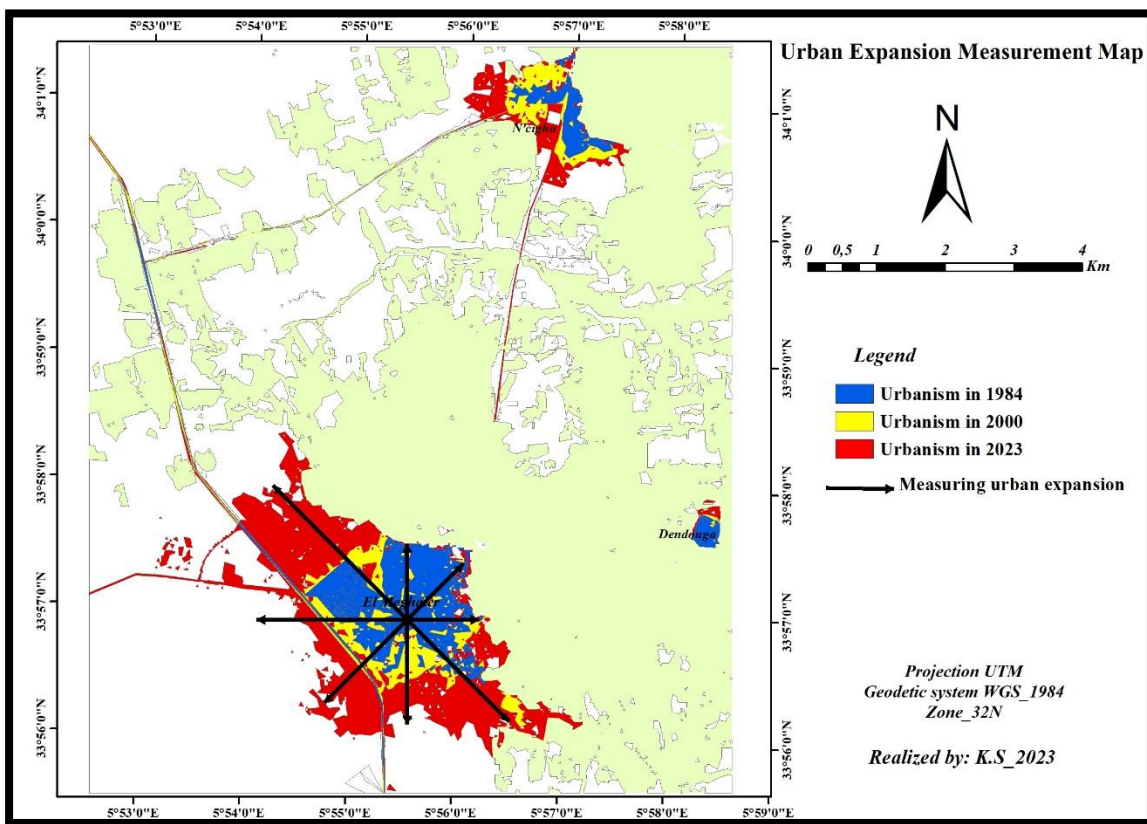 5°53'0"E 5°54'0"E 5°55'0"E 5°56'0"E 5°57'0"E 5°58'0"E
Urban Expansion Measurement Map
34°1'0"N
34°1'0"N
N'cigha
N
34°0'0"N
34°0'0"N
0 0,5 1 2 3 4
Km
33°59'0"N
33°59'0"N
Legend
Urbanism in 1984
Urbanism in 2000
Urbanism in 2023
Measuring urban expansion
33°58'0"N
33°58'0"N
Dendouga
33°57'0"N
El Meghaier
33°57'0"N
Projection UTM
Geodetic system WGS_1984
Zone_32N
33°56'0"N
33°56'0"N
Realized by: K.S_2023
5°53'0"E 5°54'0"E 5°55'0"E 5°56'0"E 5°57'0"E 5°58'0"E 5°59'0"E